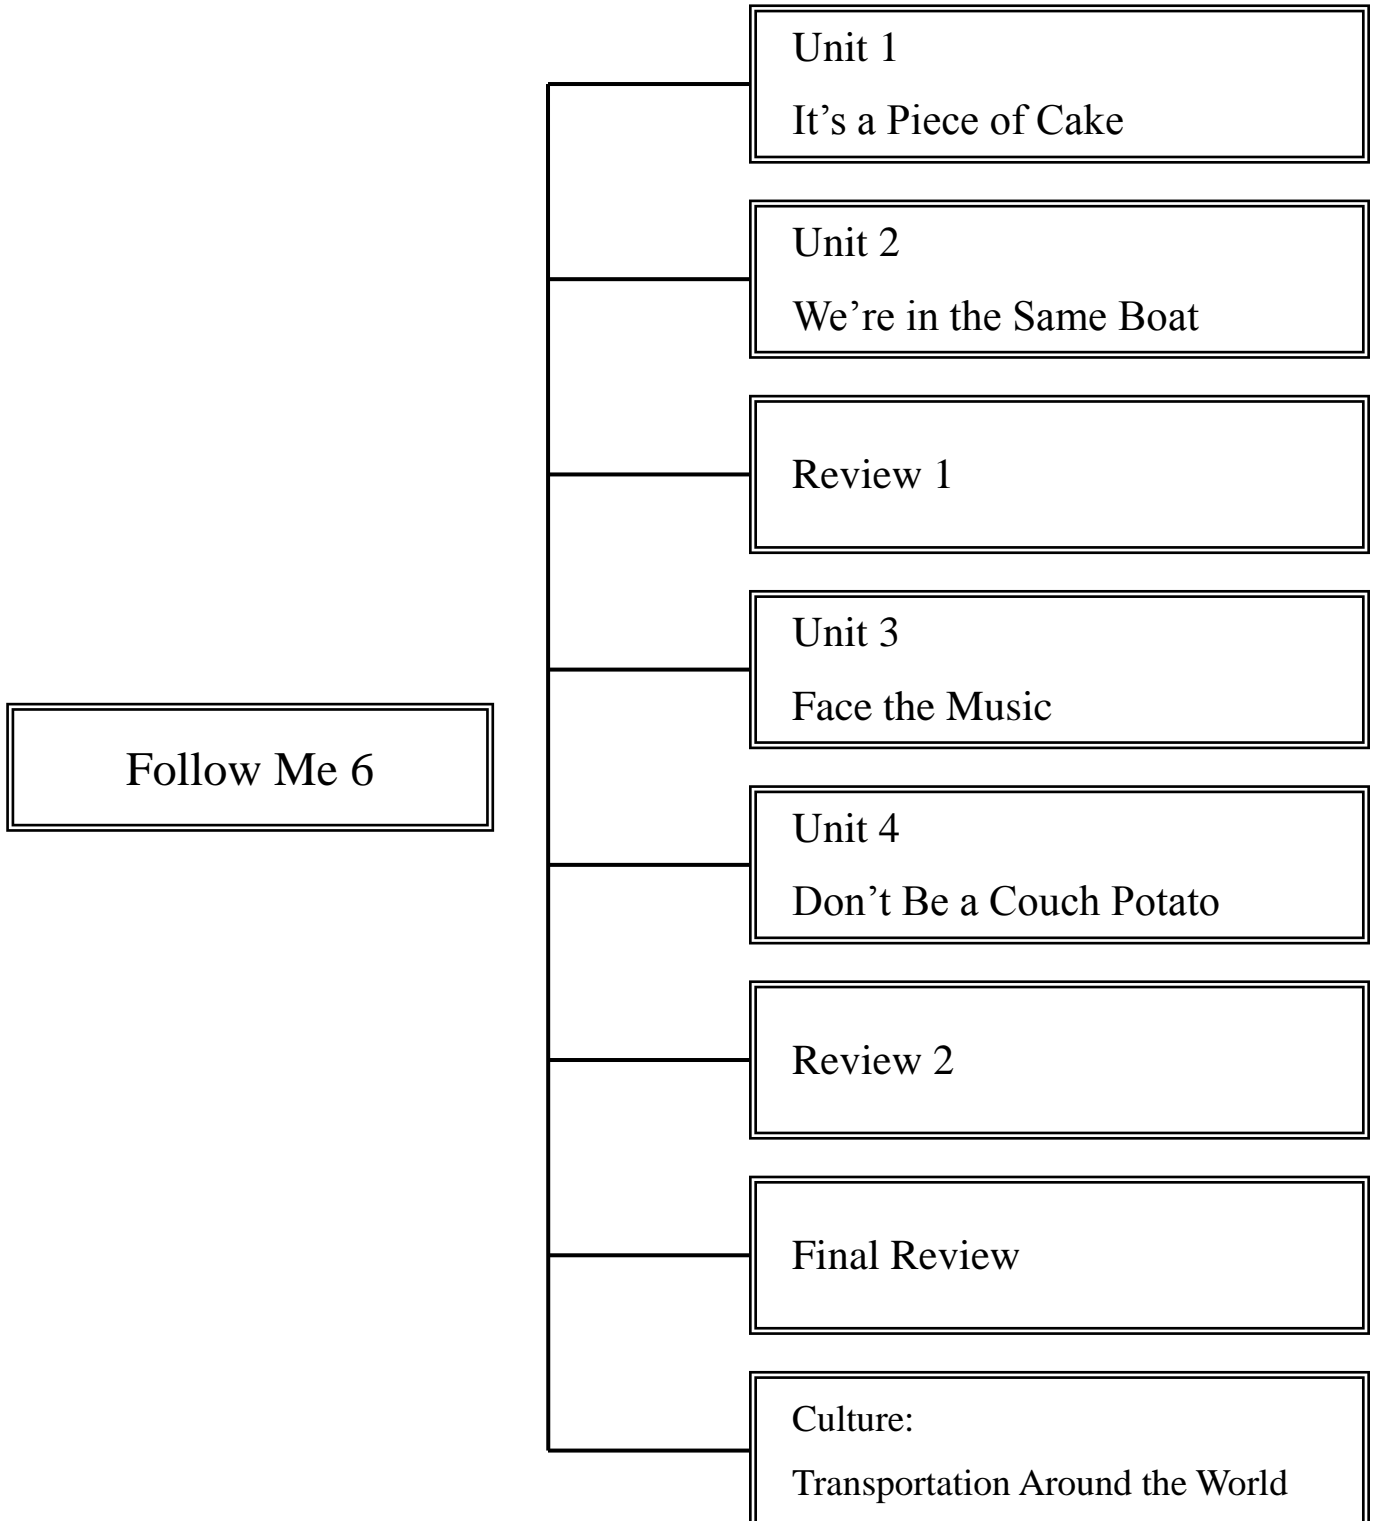 Unit 1
It’s a Piece of Cake
Unit 2
We’re in the Same Boat
Review 1
Unit 3
Face the Music
Follow Me 6
Unit 4
Don’t Be a Couch Potato
Review 2
Final Review
Culture:
Transportation Around the World